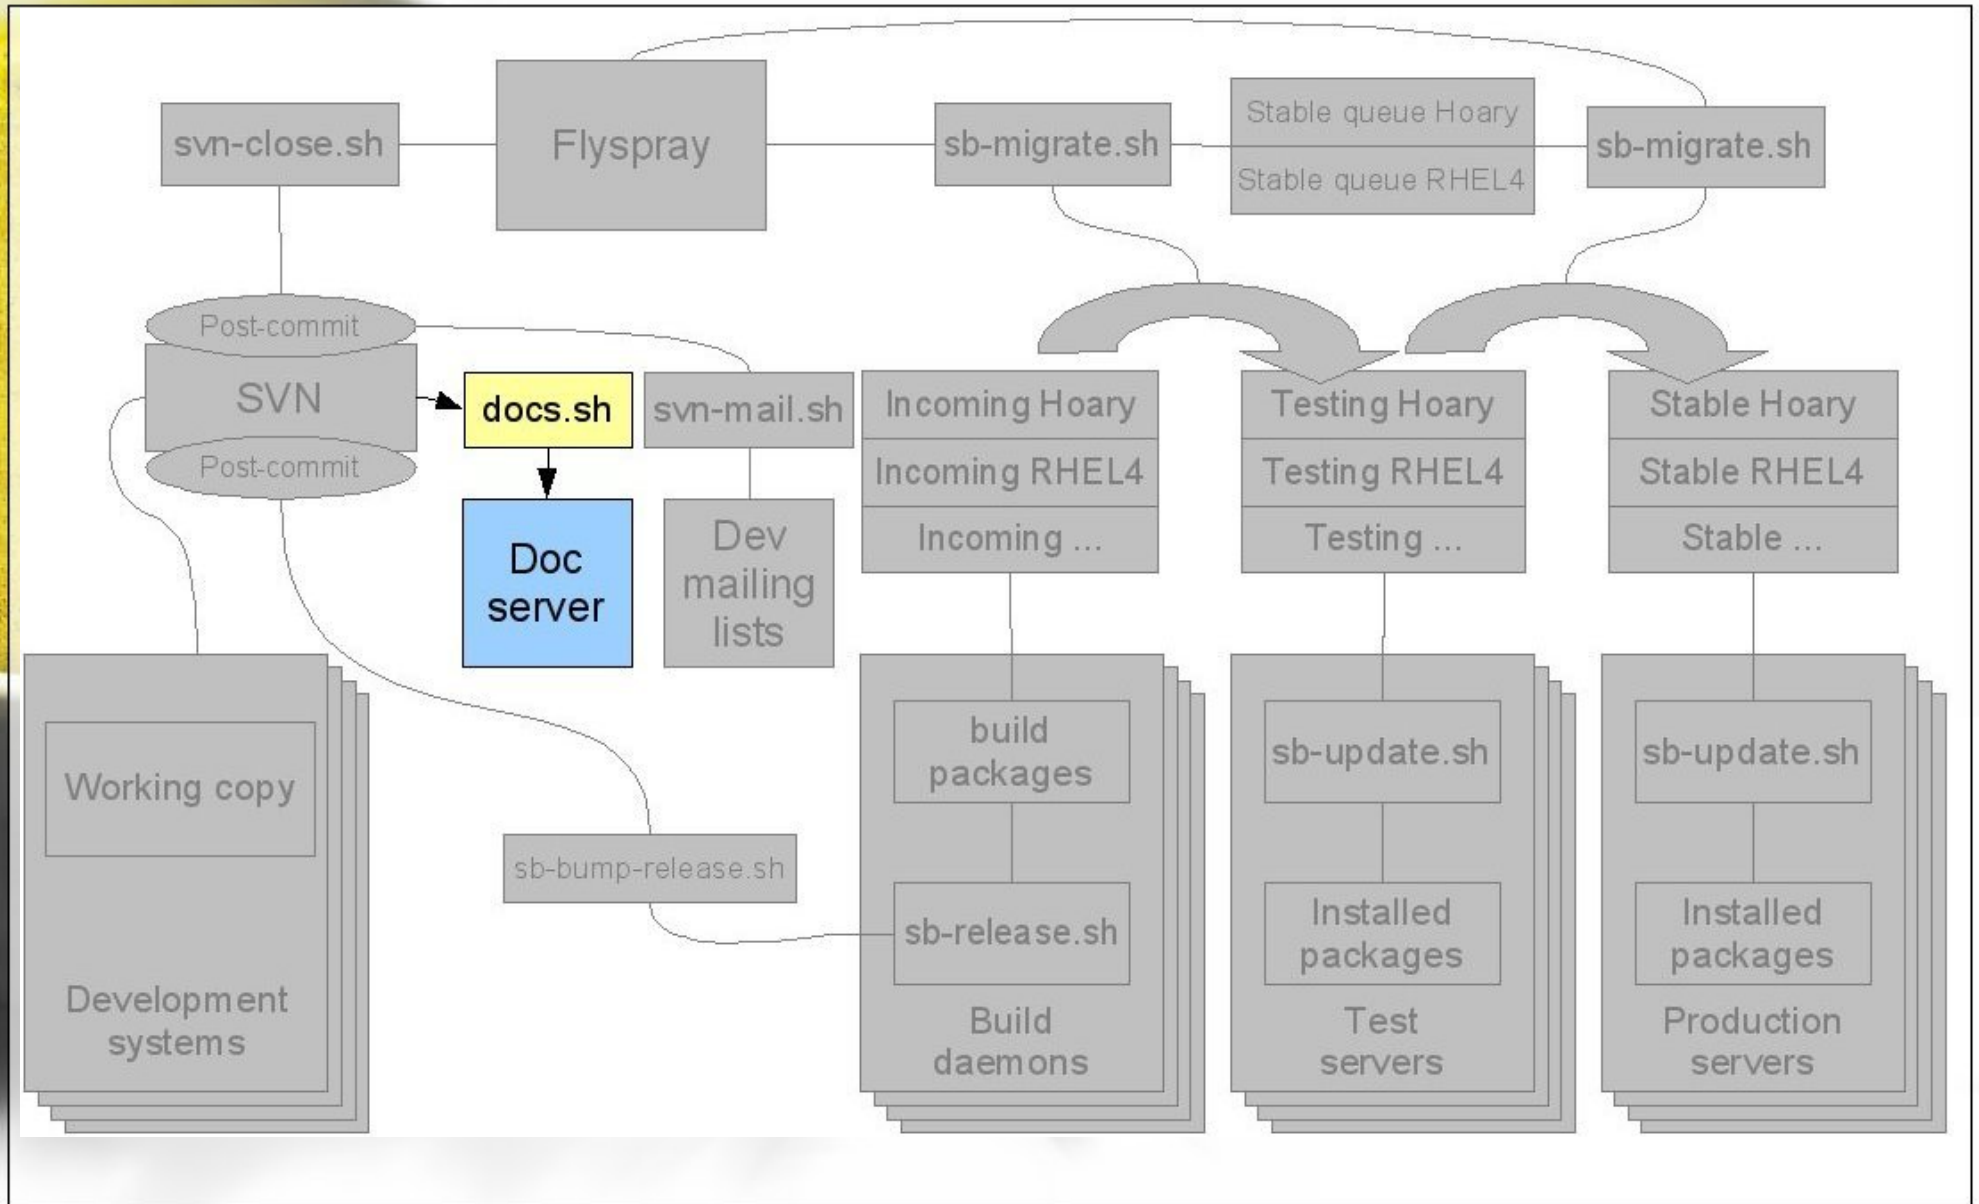 svn-close.sh
Flyspray
sb-migrate.sh
Stable queue Hoary
Stable queue RHEL4
sb-migrate.sh
Post-commit
SVN
Post-commit
docs.sh
svn-mail.sh
Doc
server
Dev
mailing
lists
Incoming Hoary
Incoming RHEL4
Incoming ...
Testing Hoary
Testing RHEL4
Testing ...
Stable Hoary
Stable RHEL4
Stable ...
Working copy
Development
systems
sb-bump-release.sh
build
packages
sb-release.sh
Build
daemons
sb-update.sh
Installed
packages
Test
servers
sb-update.sh
Installed
packages
Production
servers